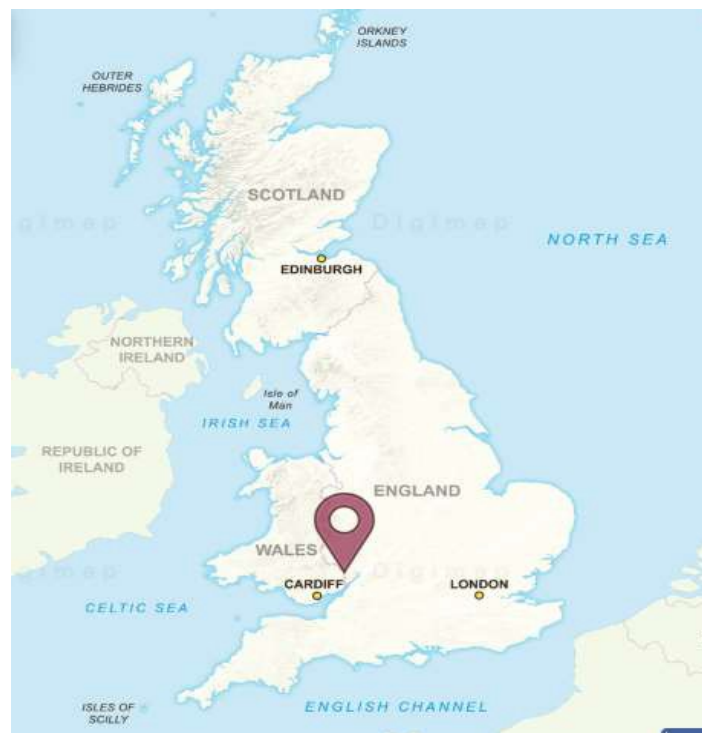 ORKNEY
ISLANDS
OUTER
HEBRIDES
SCOTLAND
Digimap
NORTH SEA
EDINBURGH
NORTHERN
IRELAND
Isle of
Man
IRISH SEA
REPUBLIC OF
IRELAND
ENGLAND
WALES
CARDIFF
LONDON
CELTIC SEA
ISLES OF
SCILLY
ENGLISH CHANNEL